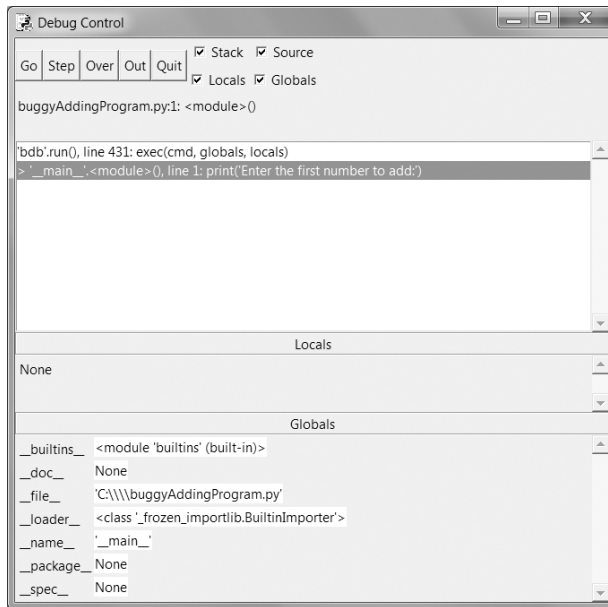 Debug Control
Go Step Over Out Quit
Stack Source
Locals Globals
buggyAddingProgram.py:1: <module>()
'bdb'.run(), line 431: exec(cmd, globals, locals)
> '__main__'.<module>(), line 1: print('Enter the first number to add:')
Locals
None
Globals
__builtins__ <module 'builtins' (built-in)>
__doc__ None
__file__ 'C:\\\\buggyAddingProgram.py'
__loader__ <class '_frozen_importlib.BuiltinImporter'>
__name__ '__main__'
__package__ None
__spec__ None